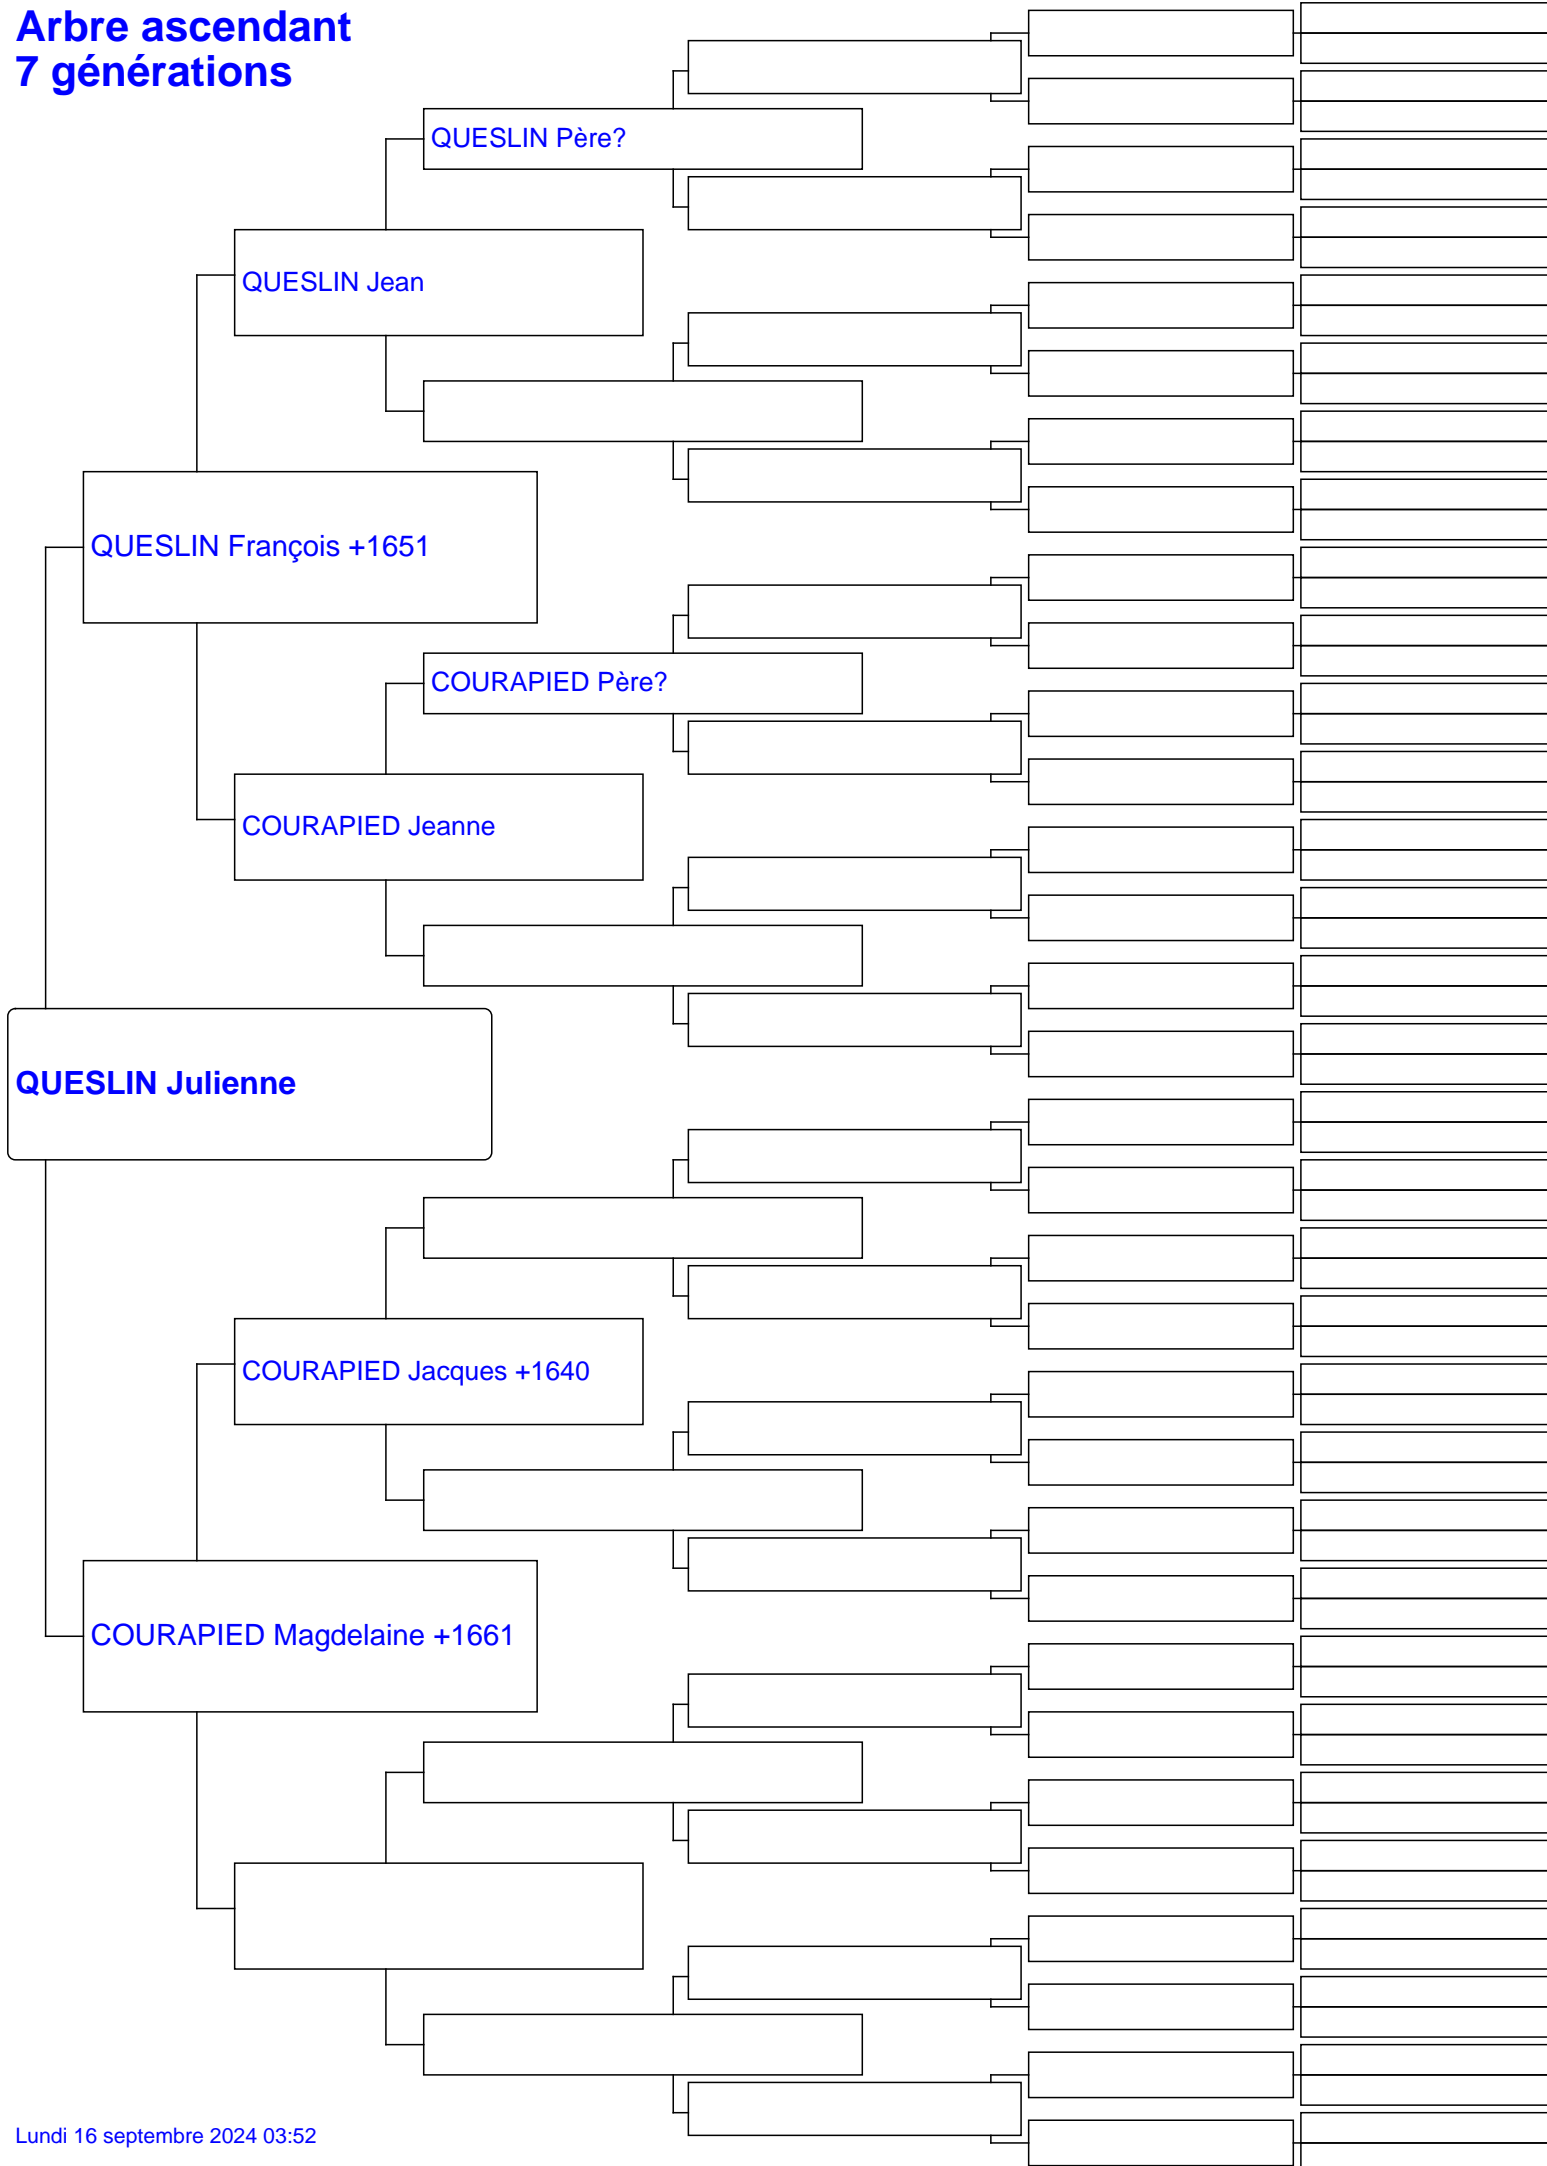 Arbre ascendant
7 générations
QUESLIN Père?
QUESLIN Jean
QUESLIN François +1651
COURAPIED Père?
COURAPIED Jeanne
QUESLIN Julienne
COURAPIED Jacques +1640
COURAPIED Magdelaine +1661
Lundi 16 septembre 2024 03:52